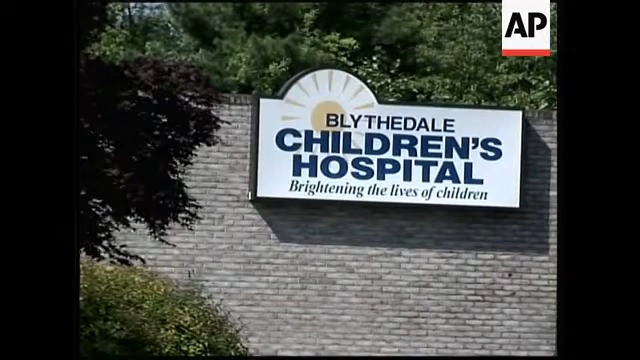 AP
BLYTHEDALE
CHILDREN'S
HOSPITAL
Brightening the lives of children